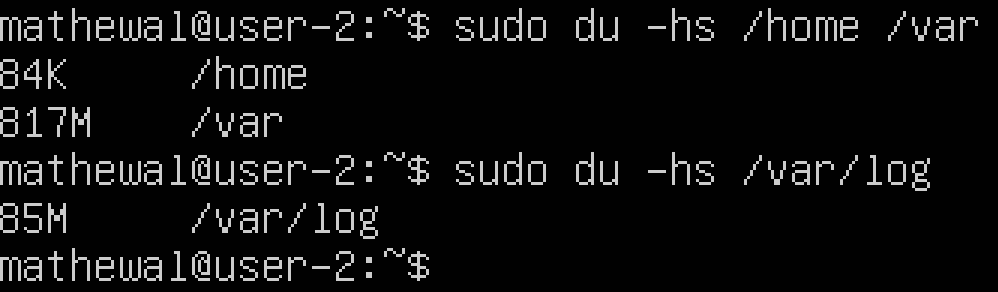 mathewal@user-2:~$ sudo du -hs /home /var
84K     /home
817M    /var
mathewal@user-2:~$ sudo du -hs /var/log
85M     /var/log
mathewal@user-2:~$